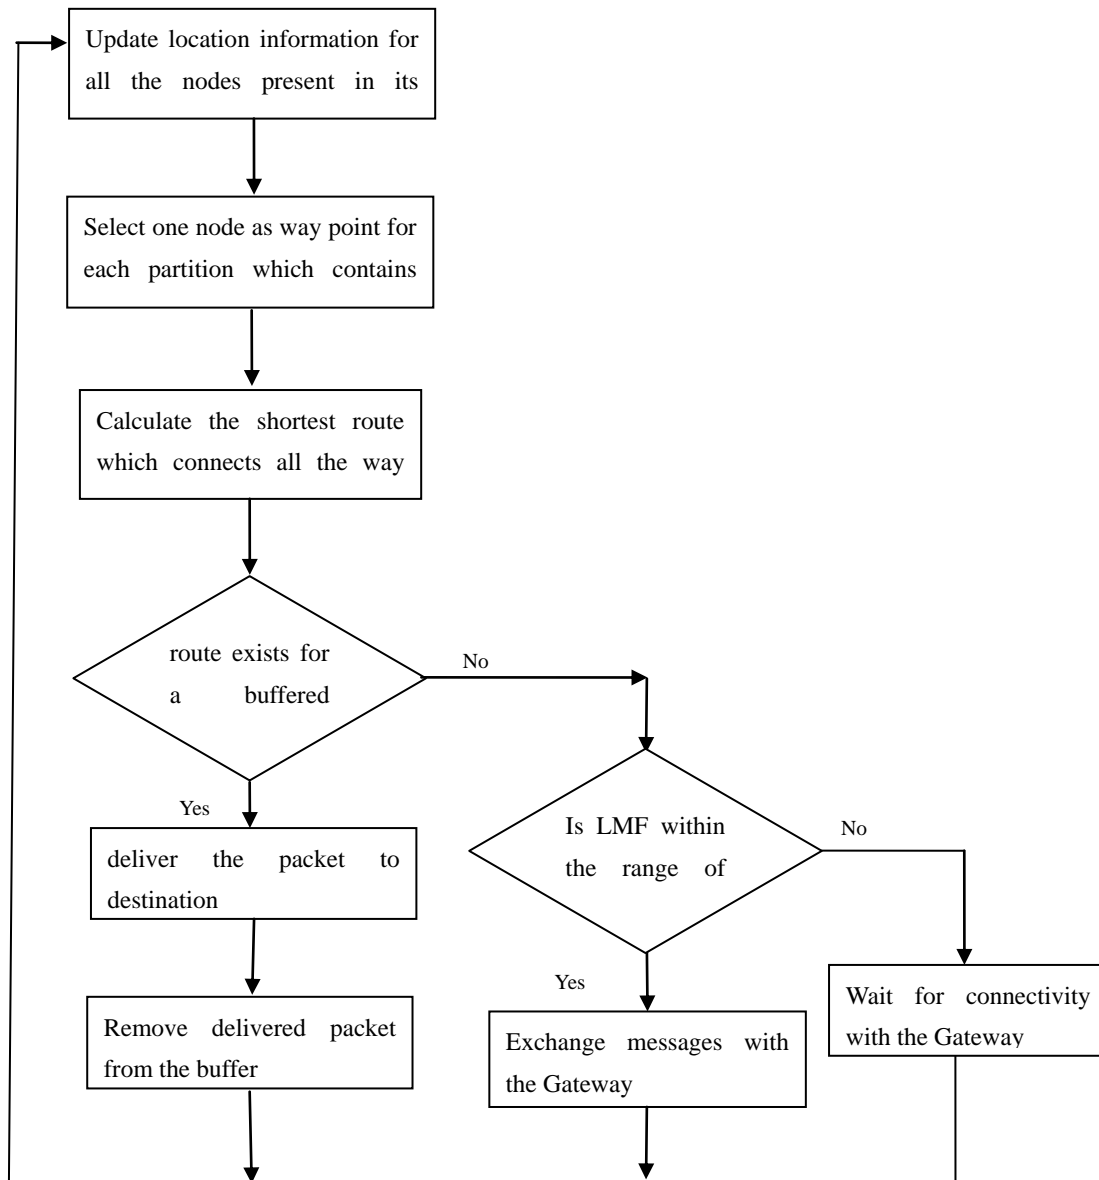 Update location information for
all the nodes present in its
Select one node as way point for
each partition which contains
Calculate the shortest route
which connects all the way
route exists for
a buffered
No
Yes
deliver the packet to
destination
Is LMF within
the range of
No
Remove delivered packet
from the buffer
Yes
Exchange messages with
the Gateway
Wait for connectivity
with the Gateway